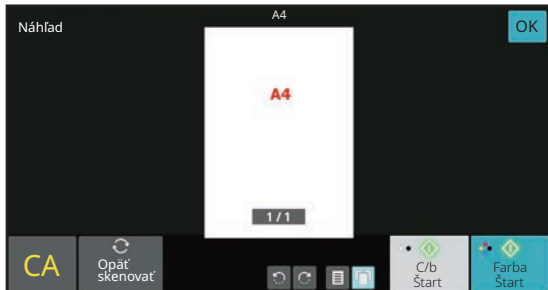 A4
Náhľad
OK
A4
1 / 1
CA
Opäť
skenovať
C/b
Štart
Farba
Štart